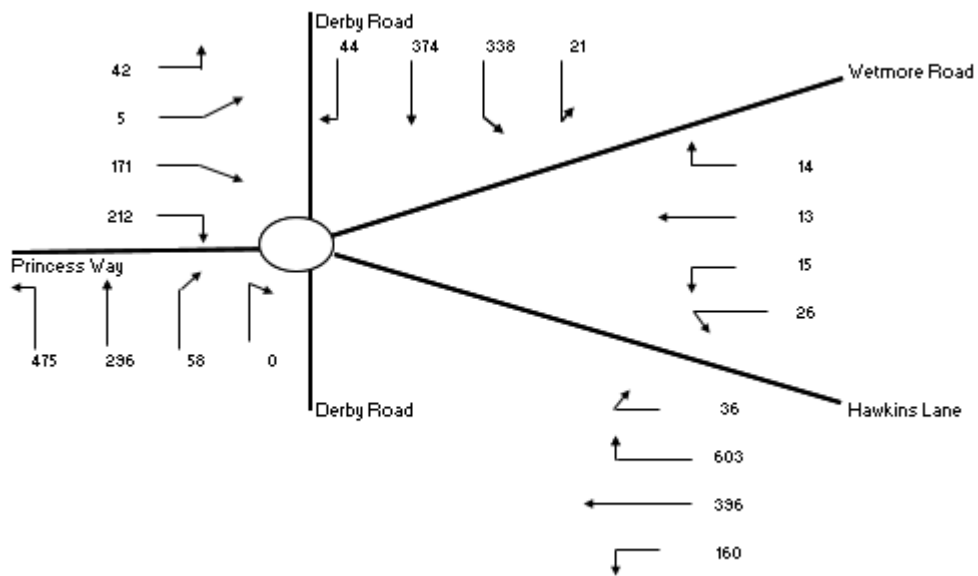 Derby Road
44 374 338 21
42
Wetmore Road
5
171
14
212
13
Princess Way
15
26
475 296 58 0
Derby Road
36
Hawkins Lane
603
396
160